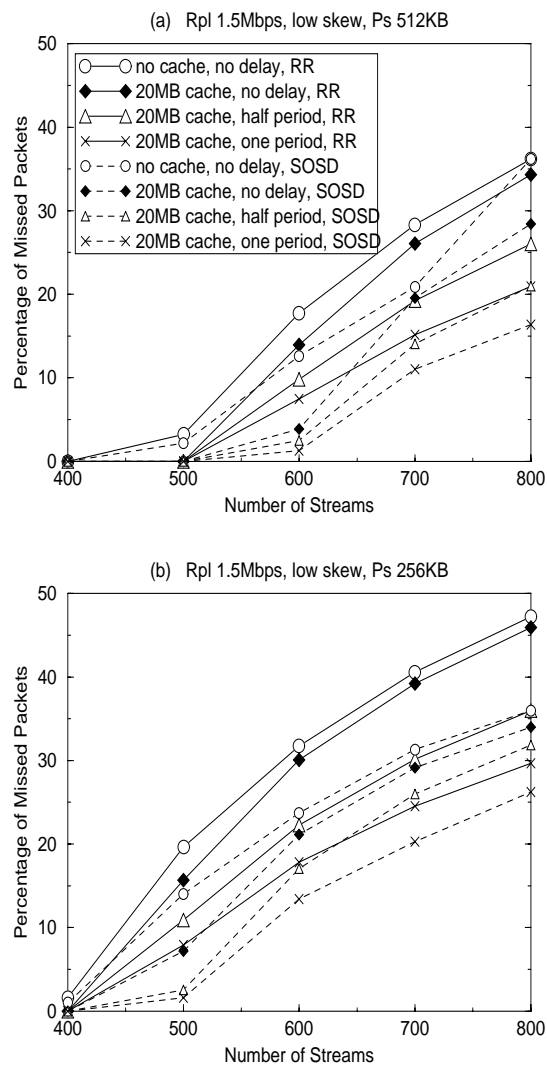 (a) Rpl 1.5Mbps, low skew, Ps 512KB
50
40
30
20
10
0
Percentage of Missed Packets
no cache, no delay, RR
20MB cache, no delay, RR
20MB cache, half period, RR
20MB cache, one period, RR
no cache, no delay, SOSD
20MB cache, no delay, SOSD
20MB cache, half period, SOSD
20MB cache, one period, SOSD
400 500 600 700 800
Number of Streams
(b) Rpl 1.5Mbps, low skew, Ps 256KB
50
40
30
20
10
0
Percentage of Missed Packets
400 500 600 700 800
Number of Streams